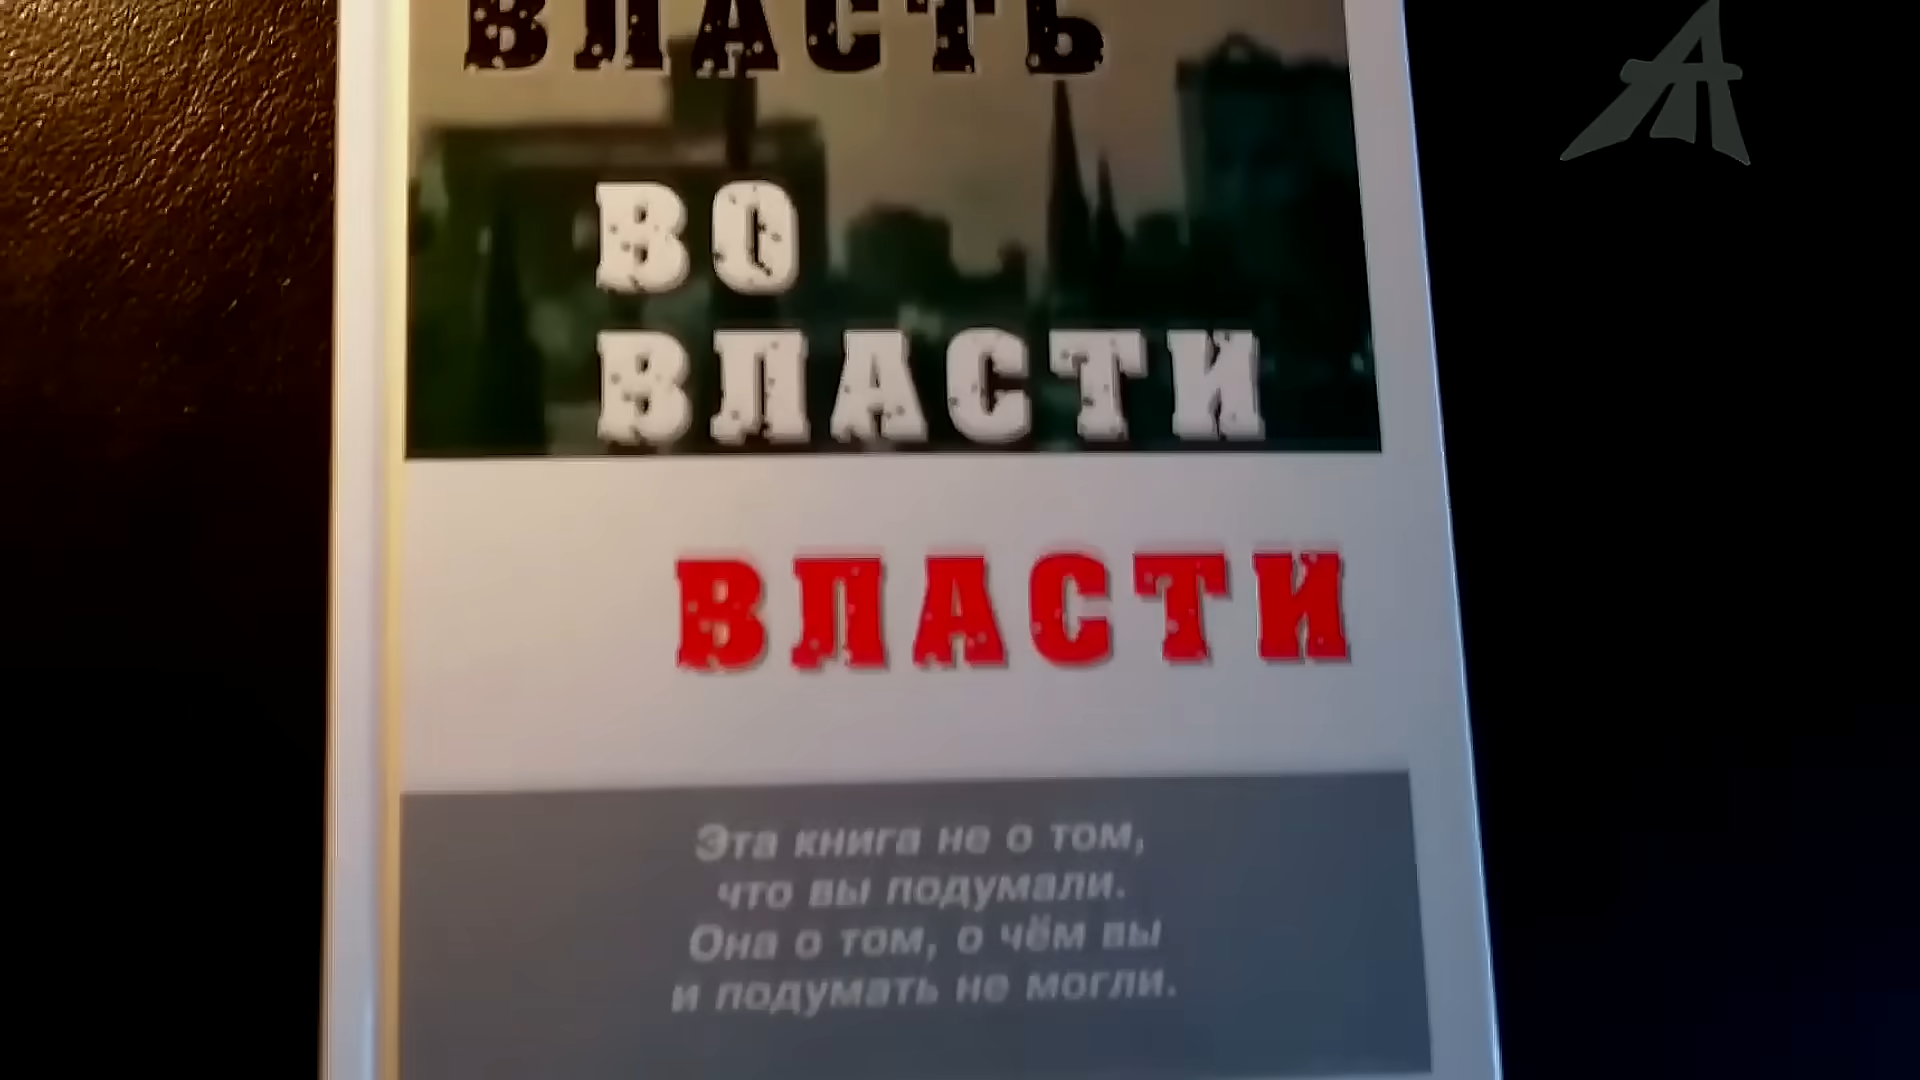 ВЛАСТЬ
ВО
ВЛАСТИ
ВЛАСТИ
Эта книга не о том,
что вы подумали.
Она о том, о чём вы
и подумать не могли.